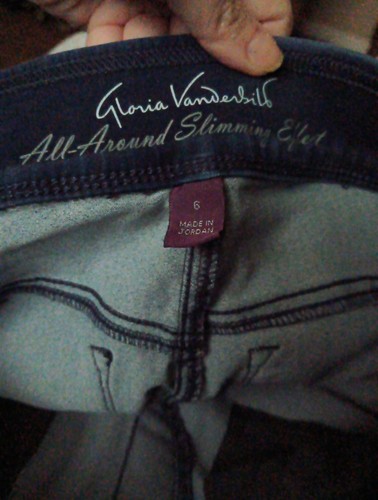 Gloria Vanderbilt
All-Around Slimming Effect
6
MADE IN
JORDAN